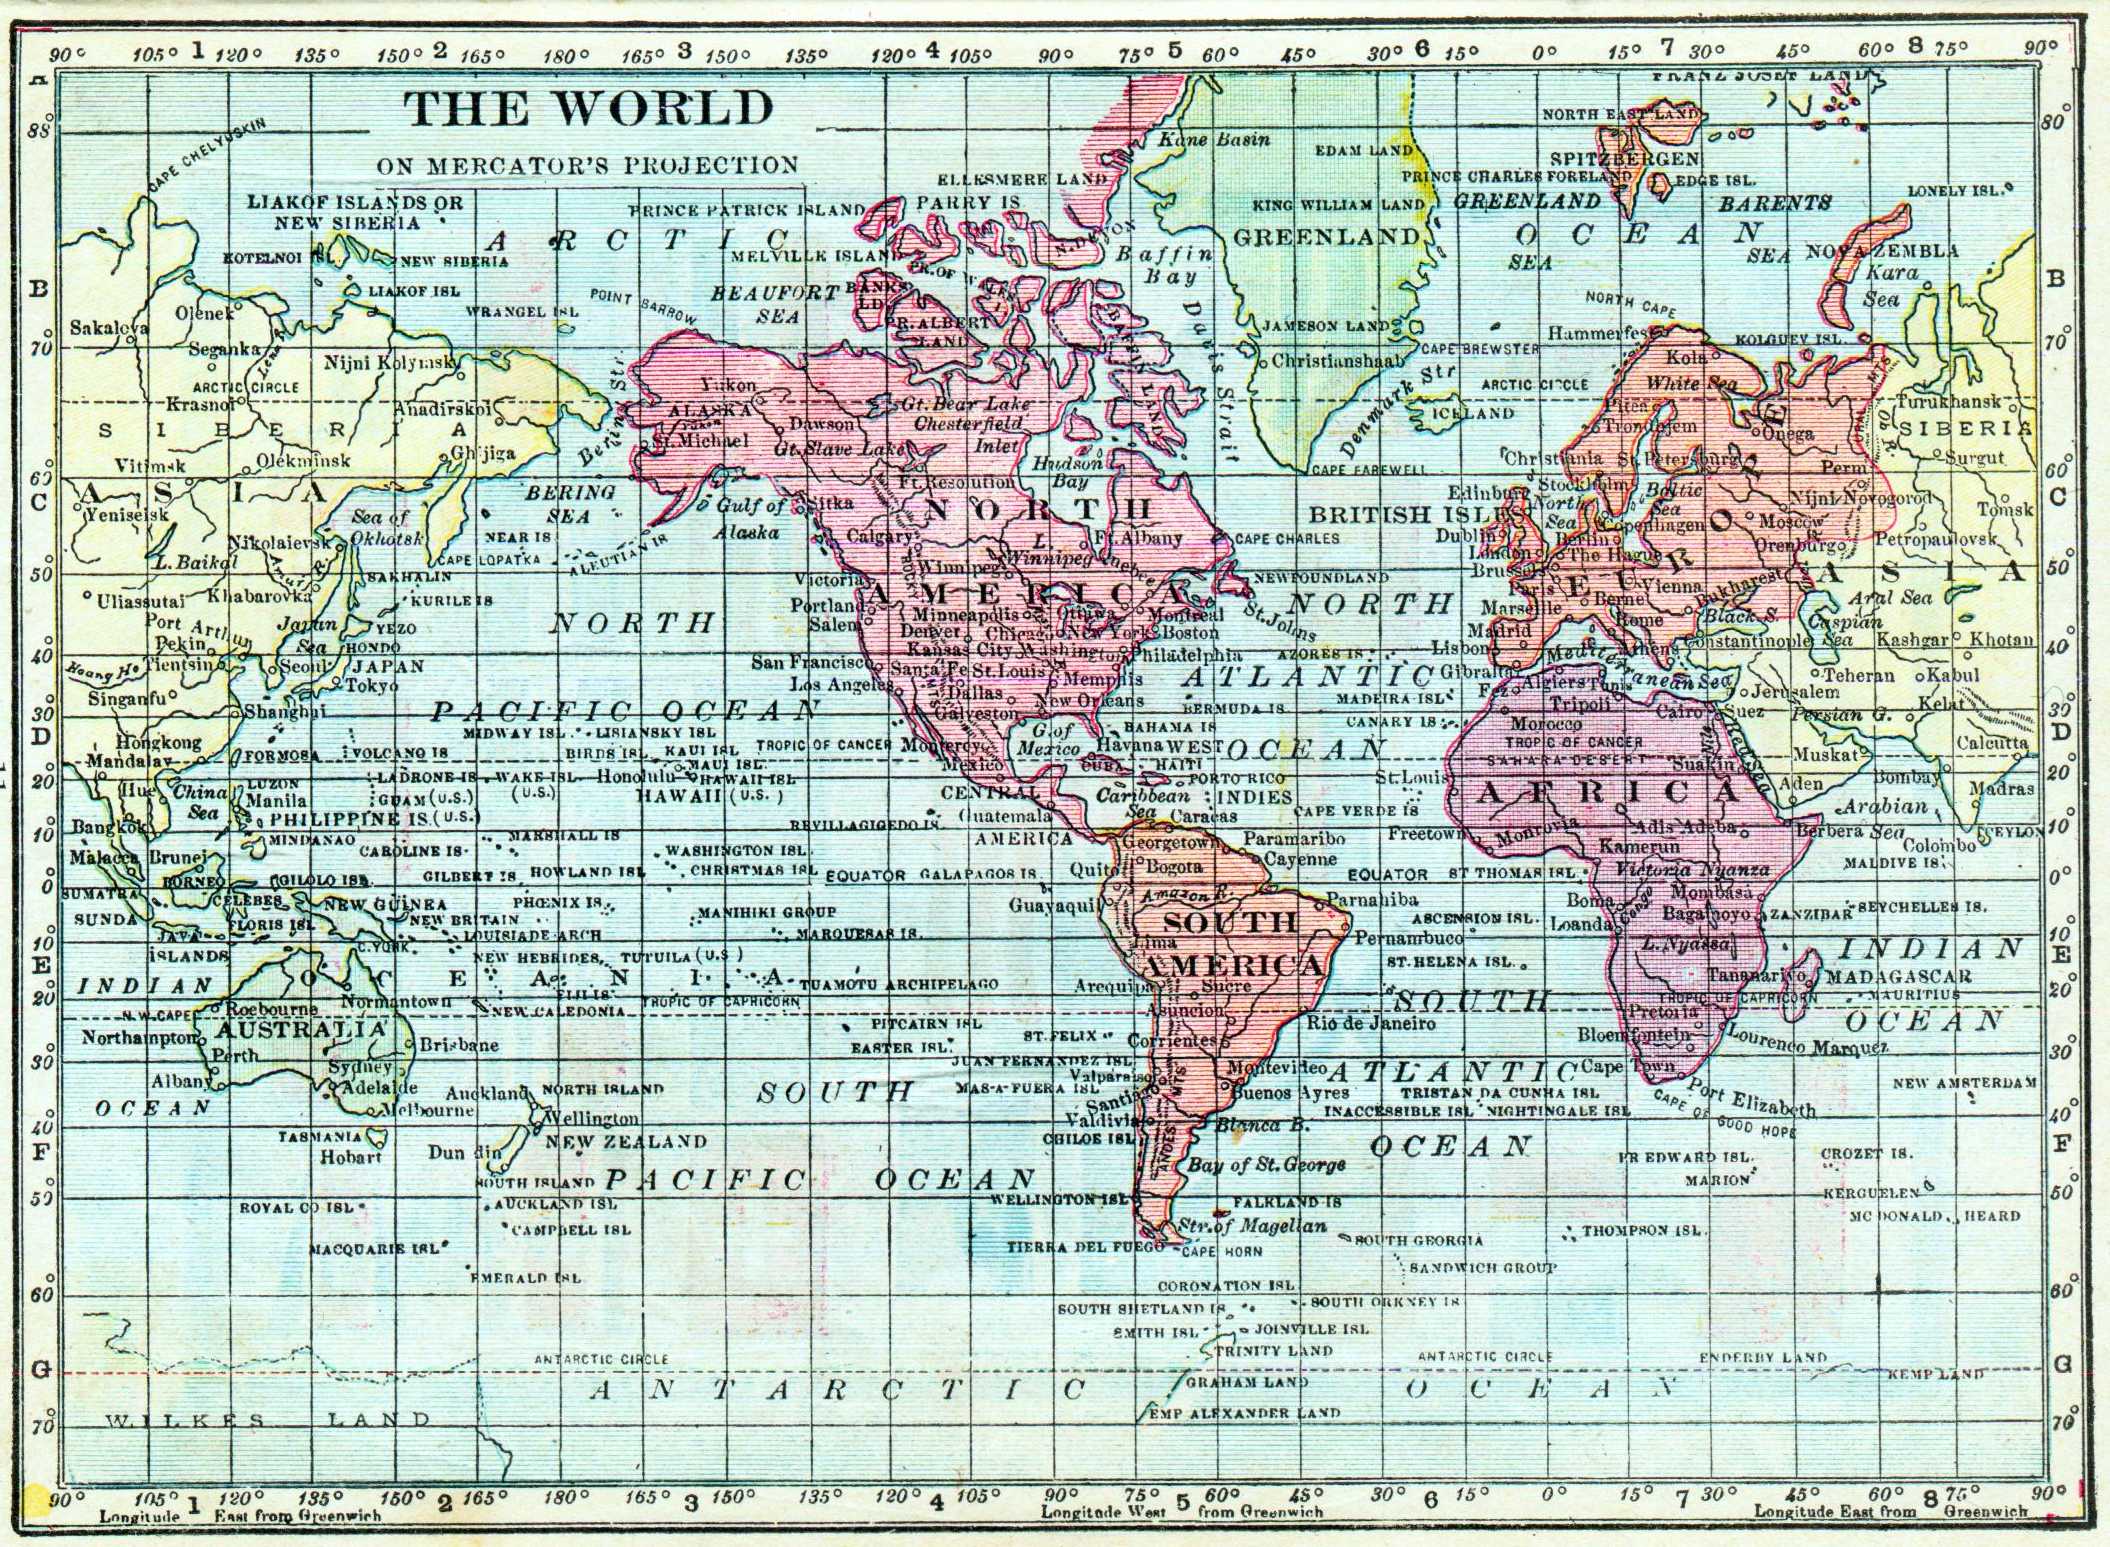 90° 105° 1 120° 135° 150° 2 165° 180° 165° 3 150° 135° 120° 4 105° 90° 75° 5 60° 45° 30° 6 15° 0° 15° 7 30° 45° 60° 8 75° 90°
THE WORLD
ON MERCATOR'S PROJECTION
88°
80°
B
70°
60°
C
50°
40°
30°
D
20°
10°
0
10
E
20°
30°
40°
F
50°
60°
G
70°
CAPE CHELYUSKIN
LIAKOF ISLANDS OR
NEW SIBERIA
KOTELNOI ISL.
NEW SIBERIA
LIAKOF ISL
WRANGEL ISL
POINT BARROW
ARCTIC
OCEAN
PRINCE PATRICK ISLAND
MELVILLE ISLAND
BEAUFORT
SEA
BANKS
LD.
PR. ALBERT
LAND
PR. OF WALES
N. DEVON
PARRY IS
ELLESMERE LAND
Kane Basin
Baffin
Bay
BAFFIN LAND
Davis Strait
EDAM LAND
KING WILLIAM LAND
GREENLAND
JAMESON LAND
Christianshaab
CAPE BREWSTER
Denmark Str
ICELAND
CAPE FAREWELL
FRANZ JOSEF LAND
NORTH EAST LAND
SPITZBERGEN
PRINCE CHARLES FORELAND
EDGE ISL.
GREENLAND
SEA
BARENTS
SEA
LONELY ISL.
NOVA ZEMBLA
Kara
Sea
NORTH CAPE
Hammerfest
KOLGUEV ISL.
Kola
White Sea
ARCTIC CIRCLE
Sakalova
Olenek
Seganka
Lena R.
Nijni Kolymsk
ARCTIC CIRCLE
Krasnoi
Anadirskoi
SIBERIA
Vitimsk
Olekminsk
Ghijiga
Bering Str.
ASIA
Yeniseisk
L. Baikal
Nikolaievsk
Sea of
Okhotsk
BERING
SEA
NEAR IS
CAPE LOPATKA
ALEUTIAN IS
SAKHALIN
Uliassutai
Khabarovka
Amur R.
KURILE IS
Port Arthur
Pekin
Japan
Sea
YEZO
HONDO
JAPAN
Tientsin
Seoul
Tokyo
Hoang Ho
Singanfu
Shanghai
Hongkong
Mandalay
FORMOSA
VOLCANO IS
Hue
China
Sea
LUZON
Manila
PHILIPPINE IS. (U.S.)
MINDANAO
LADRONE IS
GUAM (U.S.)
WAKE ISL.
(U.S.)
Bangkok
Malacca
Brunei
BORNEO
SUMATRA
CELEBES
SUNDA
JAVA
ISLANDS
GILOLO ISL.
FLORIS ISL
NEW GUINEA
NEW BRITAIN
C. YORK
LOUISIADE ARCH
CAROLINE IS
MARSHALL IS
GILBERT IS
HOWLAND ISL
PHŒNIX IS.
NEW HEBRIDES
TUTUILA (U.S.)
FIJI IS
NEW CALEDONIA
OCEANIA
NORTH
PACIFIC OCEAN
MIDWAY ISL.
LISIANSKY ISL
BIRDS ISL
KAUI ISL
MAUI ISL
Honolulu
HAWAII ISL
HAWAII (U.S.)
TROPIC OF CANCER
WASHINGTON ISL.
CHRISTMAS ISL
MANIHIKI GROUP
MARQUESAS IS.
TUAMOTU ARCHIPELAGO
TROPIC OF CAPRICORN
PITCAIRN ISL
EASTER ISL.
SOUTH
PACIFIC OCEAN
INDIAN
OCEAN
N.W. CAPE
Roebourne
Normantown
AUSTRALIA
Northampton
Perth
Brisbane
Sydney
Adelaide
Albany
Melbourne
TASMANIA
Hobart
Auckland
NORTH ISLAND
Wellington
NEW ZEALAND
Dunedin
SOUTH ISLAND
AUCKLAND ISL
CAMPBELL ISL
ROYAL CO ISL
MACQUARIE ISL
EMERALD ISL
Yukon
ALASKA
Yukon
St. Michael
Dawson
Gt. Bear Lake
Gt. Slave Lake
Chesterfield
Inlet
Hudson
Bay
Ft. Resolution
Gulf of
Alaska
Sitka
NORTH
AMERICA
Calgary
Ft. Albany
L. Winnipeg
Winnipeg
Quebec
CAPE CHARLES
NEWFOUNDLAND
St. Johns
Victoria
Portland
Salem
Minneapolis
Ottawa
Montreal
Denver
Chicago
New York
Boston
Kansas City
Washington
Philadelphia
San Francisco
Santa Fe
St. Louis
Memphis
Los Angeles
Dallas
New Orleans
Galveston
G. of
Mexico
Monterey
Mexico
Havana
CUBA
BAHAMA IS
BERMUDA IS.
HAITI
WEST
INDIES
PORTO RICO
CENTRAL
AMERICA
Guatemala
Caribbean
Sea
Caracas
REVILLAGIGEDO IS.
EQUATOR
GALAPAGOS IS.
Georgetown
Paramaribo
Cayenne
Bogota
Quito
Guayaquil
Amazon R.
Parnahiba
SOUTH
AMERICA
Lima
Pernambuco
Arequipa
Sucre
Asuncion
Rio de Janeiro
ST. FELIX
Corrientes
JUAN FERNANDEZ ISL.
MAS-A-FUERA ISL
Valparaiso
Santiago
Montevideo
Buenos Ayres
Valdivia
CHILOE ISL
ANDES MTS
Blanca B.
Bay of St. George
WELLINGTON ISL
FALKLAND IS
Str. of Magellan
TIERRA DEL FUEGO
CAPE HORN
NORTH
ATLANTIC
OCEAN
AZORES IS
MADEIRA ISL
CANARY IS
CAPE VERDE IS
EQUATOR
ST THOMAS ISL.
ASCENSION ISL.
ST. HELENA ISL.
SOUTH
ATLANTIC
OCEAN
TRISTAN DA CUNHA ISL
INACCESSIBLE ISL
NIGHTINGALE ISL
SOUTH GEORGIA
SANDWICH GROUP
CORONATION ISL.
SOUTH SHETLAND IS
SOUTH ORKNEY IS
SMITH ISL
JOINVILLE ISL
TRINITY LAND
GRAHAM LAND
EMP ALEXANDER LAND
ANTARCTIC CIRCLE
ANTARCTIC OCEAN
WILKES LAND
ANTARCTIC CIRCLE
ENDERBY LAND
KEMP LAND
BRITISH ISLES
Edinburg
Dublin
London
North
Sea
Brussels
Paris
Pitea
Trondhjem
Onega
Christiania
St. Petersburg
Stockholm
Baltic
Sea
Copenhagen
Berlin
The Hague
EUROPE
Perm
Nijni Novogorod
Moscow
Orenburg
Vienna
Berne
Bukharest
Marseille
Madrid
Lisbon
Gibraltar
Rome
Black S.
Constantinople
Athens
Mediterranean Sea
Caspian
Sea
Aral Sea
URAL MTS
Turukhansk
SIBERIA
Surgut
Tomsk
Petropaulovsk
ASIA
Kashgar
Khotan
Teheran
Kabul
Jerusalem
Suez
Kelat
Persian G.
Muskat
Calcutta
Bombay
Aden
Madras
Arabian
Sea
CEYLON
Colombo
MALDIVE IS.
Fez
Algiers
Tunis
Tripoli
Cairo
Morocco
TROPIC OF CANCER
SAHARA DESERT
Nile
Red Sea
Suakin
St. Louis
AFRICA
Freetown
Monrovia
Adis Adeba
Berbera
Kamerun
Victoria Nyanza
Mombasa
Boma
Congo
Bagamoyo
ZANZIBAR
SEYCHELLES IS.
Loanda
L. Nyassa
Tananarivo
MADAGASCAR
MAURITIUS
TROPIC OF CAPRICORN
Pretoria
Bloemfontein
Lourenco Marquez
Cape Town
Port Elizabeth
CAPE OF GOOD HOPE
INDIAN
OCEAN
NEW AMSTERDAM
PR EDWARD ISL.
MARION
CROZET IS.
KERGUELEN
MC DONALD
HEARD
THOMPSON ISL.
90° 105° 1 120° 135° 150° 2 165° 180° 165° 3 150° 135° 120° 4 105° 90° 75° 5 60° 45° 30° 6 15° 0° 15° 7 30° 45° 60° 8 75° 90°
Longitude East from Greenwich
Longitude West from Greenwich
Longitude East from Greenwich